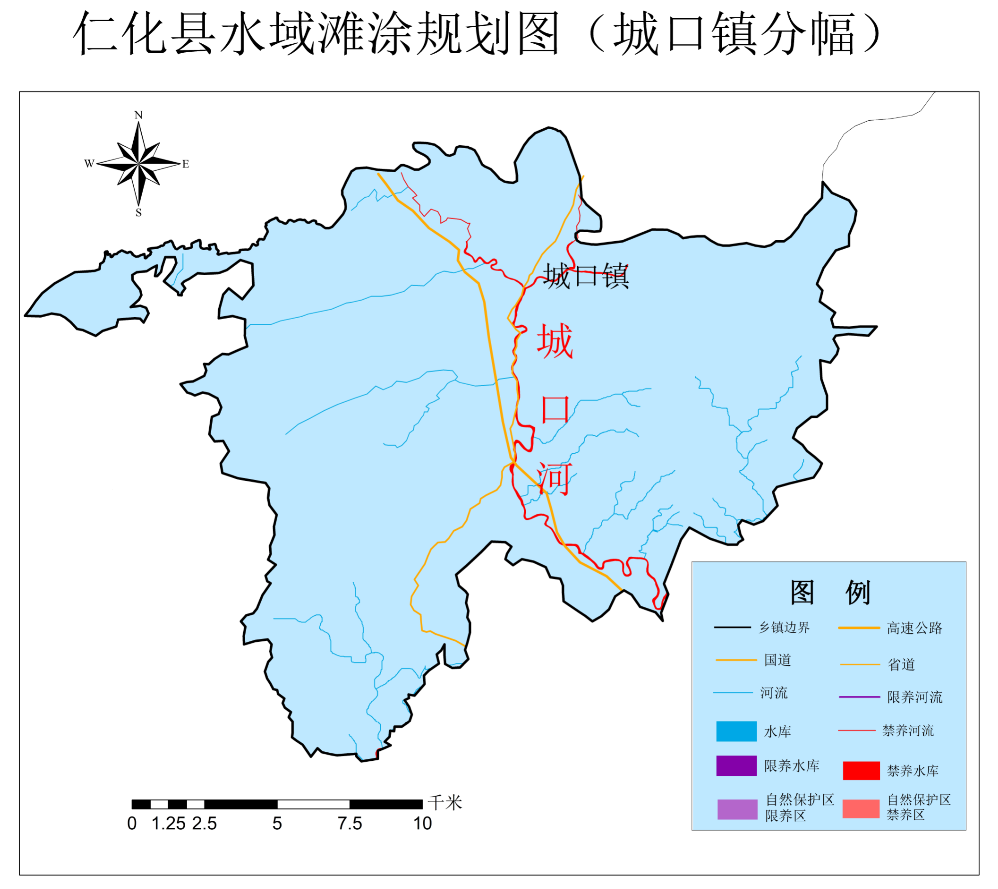 仁化县水域滩涂规划图（城口镇分幅）
N
W E
S
城口镇
城
口
河
图 例
乡镇边界 高速公路
国道 省道
河流 限养河流
水库 禁养河流
限养水库 禁养水库
自然保护区 自然保护区
限养区 禁养区
千米
0 1.25 2.5 5 7.5 10